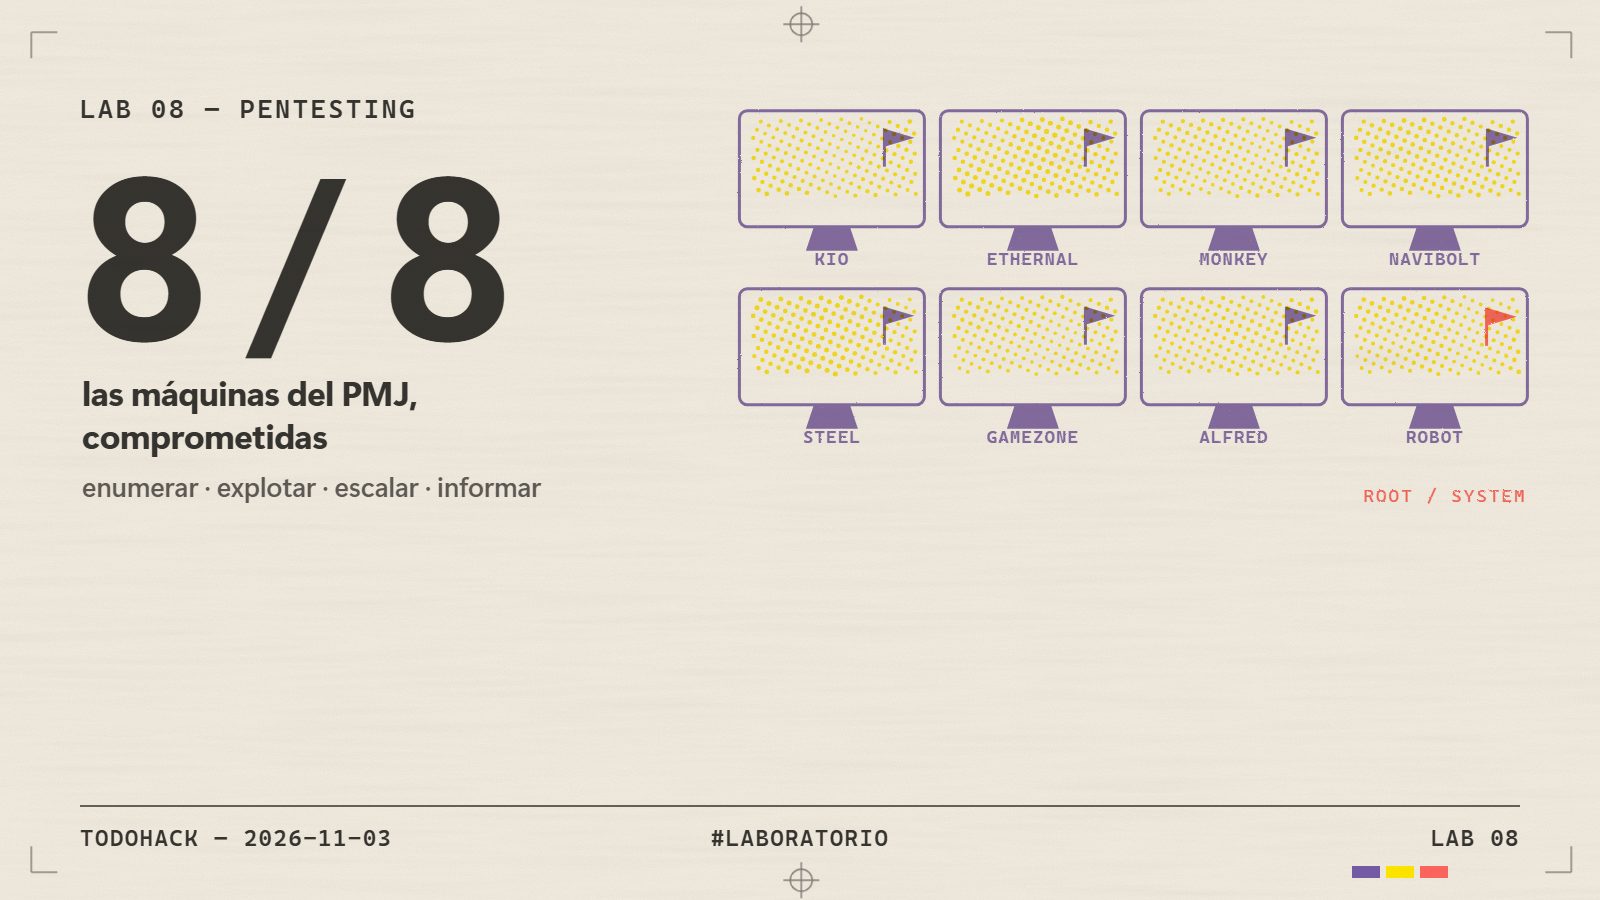 LAB 08 — PENTESTING
8/8
las máquinas del PMJ,
comprometidas
enumerar · explotar · escalar · informar
KIO
ETHERNAL
MONKEY
NAVIBOLT
STEEL
GAMEZONE
ALFRED
ROBOT
ROOT / SYSTEM
TODOHACK — 2026-11-03
#LABORATORIO
LAB 08